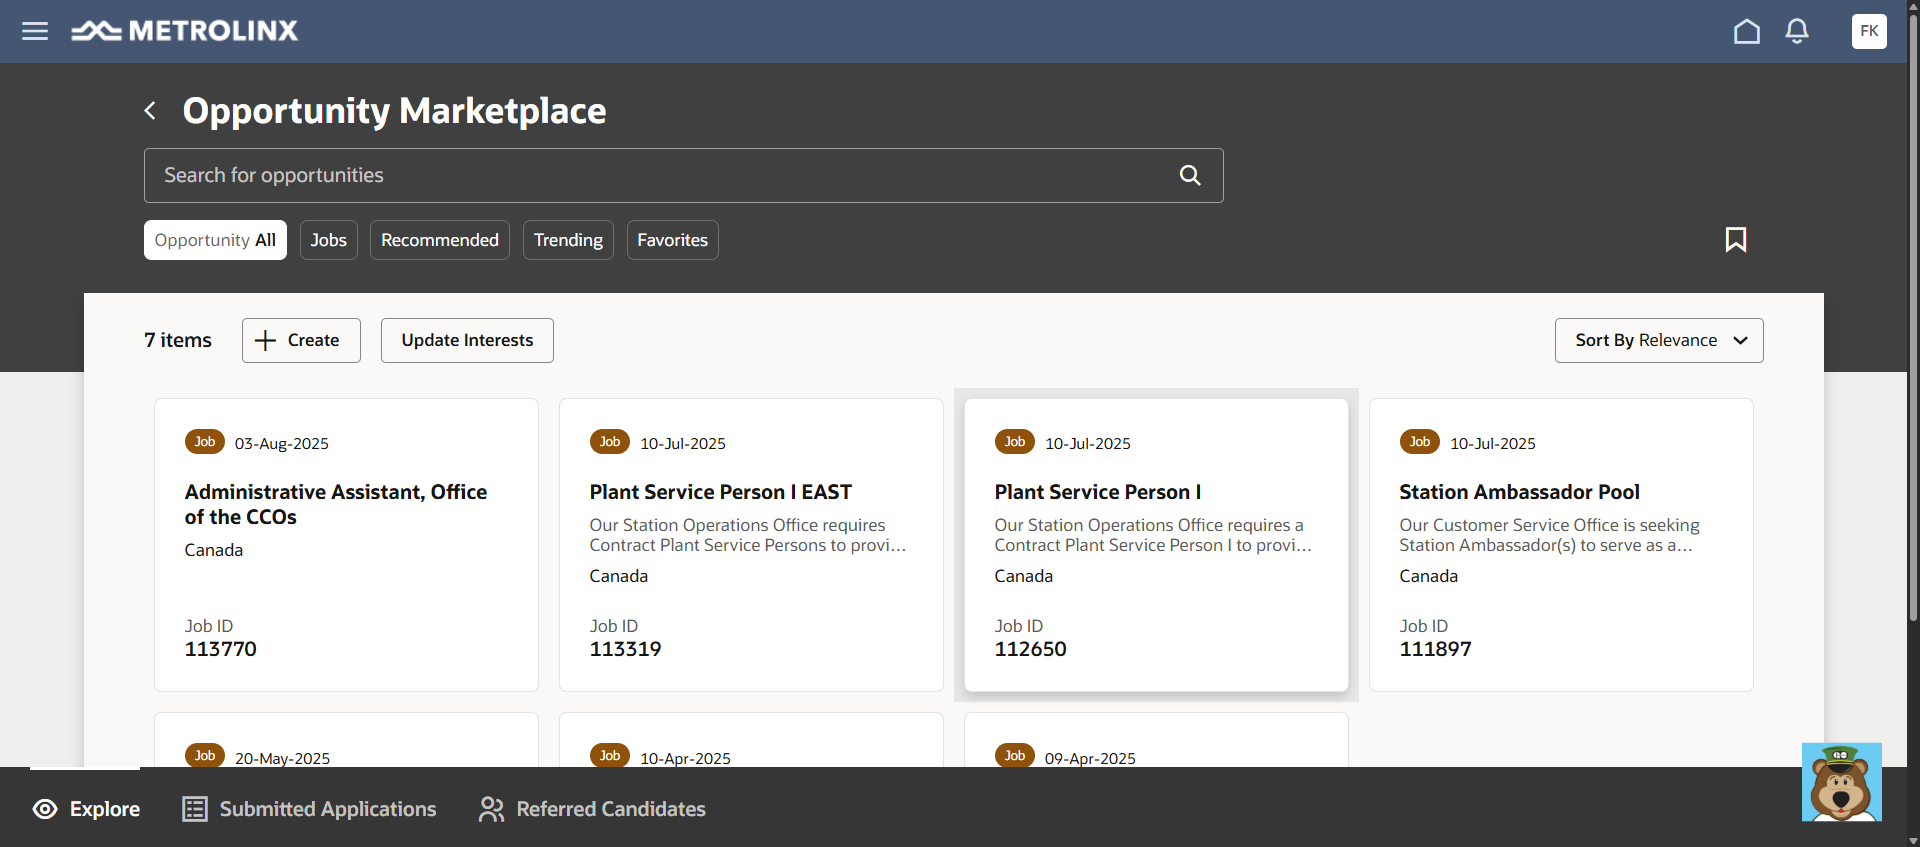 METROLINX
FK
Opportunity Marketplace
Search for opportunities
Opportunity All
Jobs
Recommended
Trending
Favorites
7 items
Create
Update Interests
Sort By Relevance
Job 03-Aug-2025
Administrative Assistant, Office
of the CCOs
Canada
Job ID
113770
Job 10-Jul-2025
Plant Service Person I EAST
Our Station Operations Office requires
Contract Plant Service Persons to provi...
Canada
Job ID
113319
Job 10-Jul-2025
Plant Service Person I
Our Station Operations Office requires a
Contract Plant Service Person I to provi...
Canada
Job ID
112650
Job 10-Jul-2025
Station Ambassador Pool
Our Customer Service Office is seeking
Station Ambassador(s) to serve as a...
Canada
Job ID
111897
Job 20-May-2025
Job 10-Apr-2025
Job 09-Apr-2025
Explore
Submitted Applications
Referred Candidates